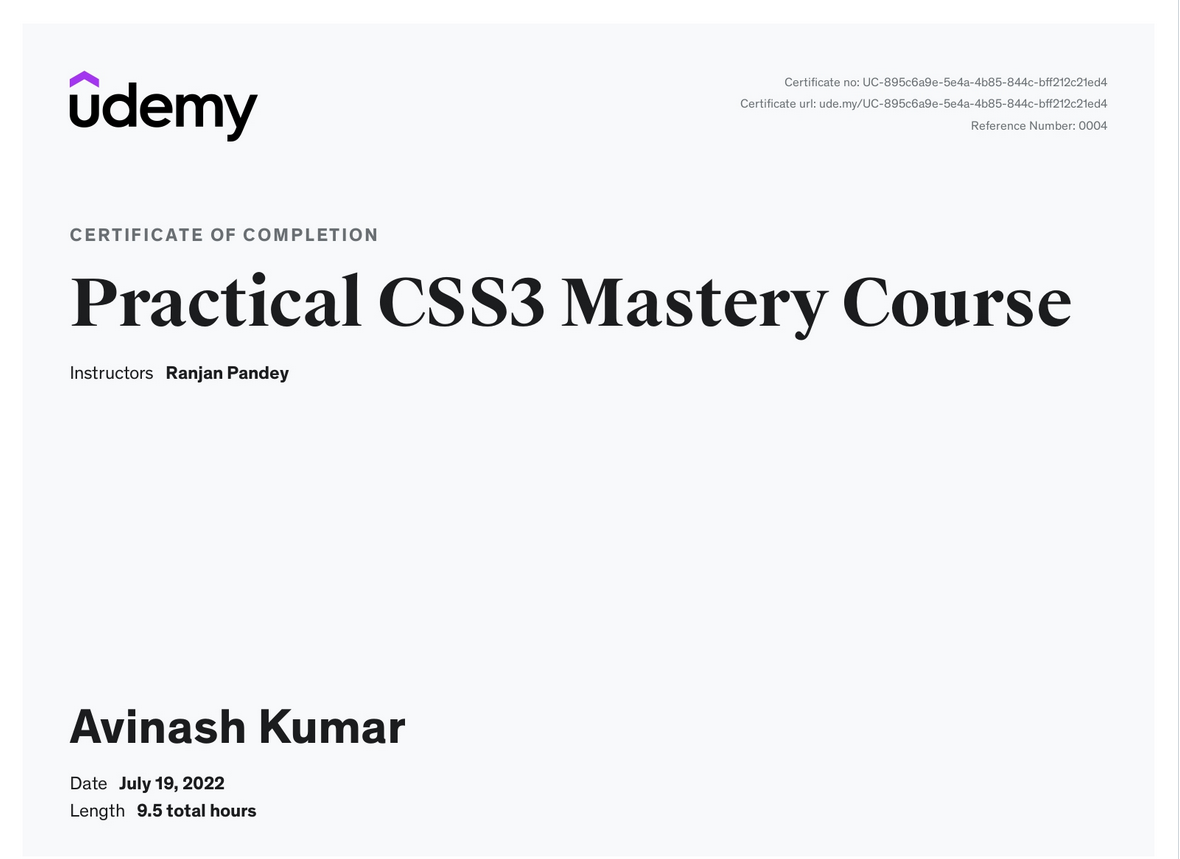 udemy
Certificate no: UC-895c6a9e-5e4a-4b85-844c-bff212c21ed4
Certificate url: ude.my/UC-895c6a9e-5e4a-4b85-844c-bff212c21ed4
Reference Number: 0004
CERTIFICATE OF COMPLETION
Practical CSS3 Mastery Course
Instructors Ranjan Pandey
Avinash Kumar
Date July 19, 2022
Length 9.5 total hours